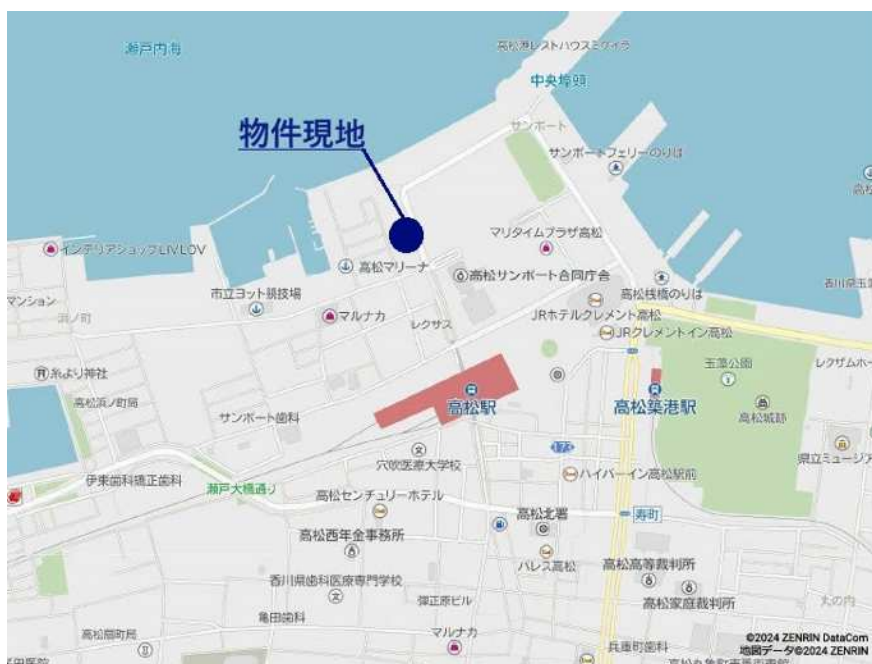 瀬戸内海
高松港レストハウスミケイラ
中央埠頭
物件現地
サンポート
サンポートフェリーのりば
高松
インテリアショップLIV.LOV
マリタイムプラザ高松
高松マリーナ
高松サンポート合同庁舎
市立ヨット競技場
高松桟橋のりば
香川県玉藻
マンション
浜ノ町
マルナカ
レクサス
JRホテルクレメント高松
JRクレメントイン高松
糸より神社
玉藻公園
レクザムホー
高松浜ノ町局
サンポート歯科
高松駅
高松築港駅
高松城跡
173
穴吹医療大学校
県立ミュージア
伊東歯科矯正歯科
瀬戸大橋通り
ハイパーイン高松駅前
高松センチュリーホテル
高松北署
寿町
高松西年金事務所
パレス高松
高松高等裁判所
香川県歯科医療専門学校
弾正原ビル
高松家庭裁判所
丸の内
亀田歯科
高松扇町局
マルナカ
兵庫町歯科
©2024 ZENRIN DataCom
地図データ©2024 ZENRIN